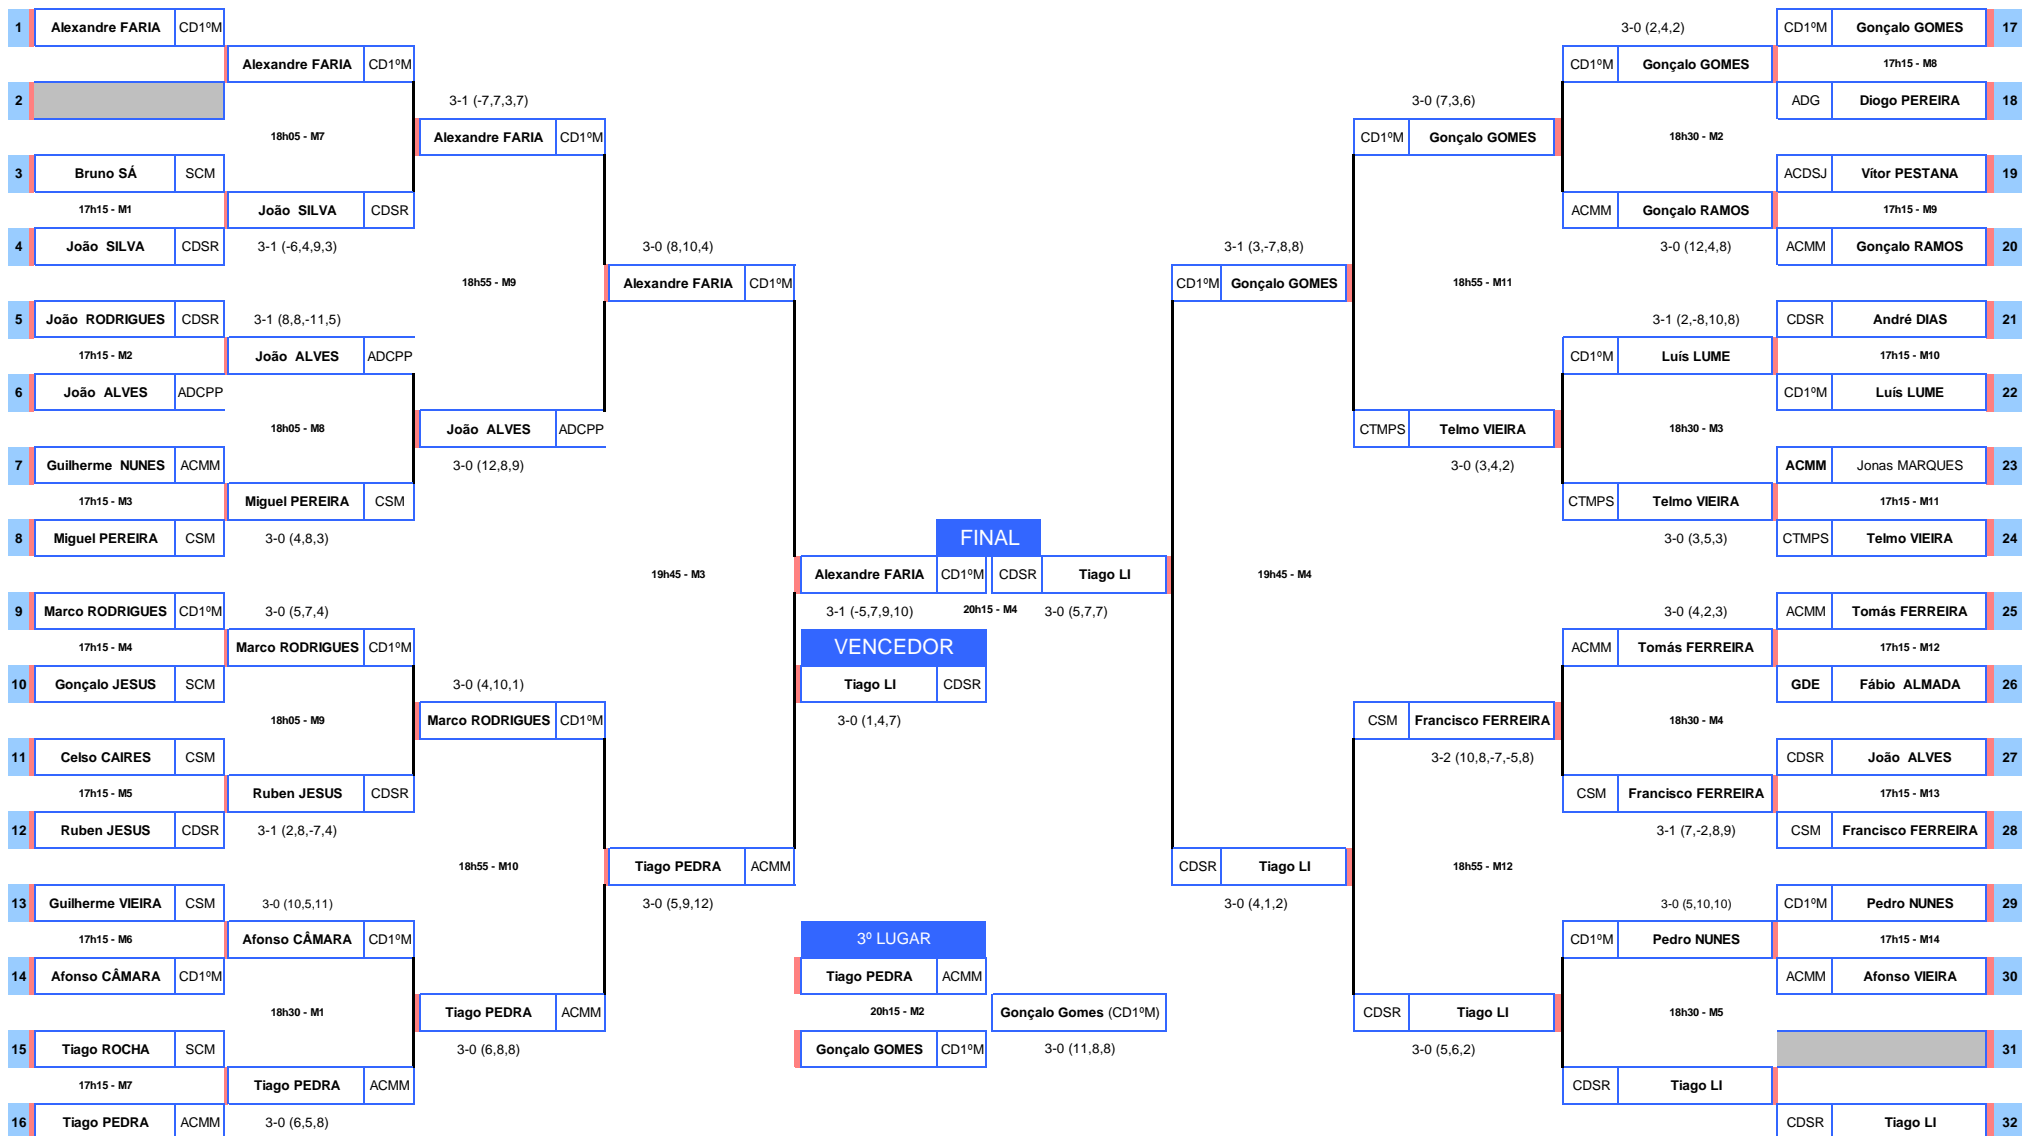 1 Alexandre FARIA CD1ºM 3-0 (2,4,2) CD1ºM Gonçalo GOMES 17
Alexandre FARIA CD1ºM CD1ºM Gonçalo GOMES 17h15 - M8
2 3-1 (-7,7,3,7) 3-0 (7,3,6) ADG Diogo PEREIRA 18
18h05 - M7 Alexandre FARIA CD1ºM CD1ºM Gonçalo GOMES 18h30 - M2
3 Bruno SÁ SCM ACDSJ Vítor PESTANA 19
17h15 - M1 João SILVA CDSR ACMM Gonçalo RAMOS 17h15 - M9
4 João SILVA CDSR 3-1 (-6,4,9,3) 3-0 (8,10,4) 3-1 (3,-7,8,8) 3-0 (12,4,8) ACMM Gonçalo RAMOS 20
18h55 - M9 Alexandre FARIA CD1ºM CD1ºM Gonçalo GOMES 18h55 - M11
5 João RODRIGUES CDSR 3-1 (8,8,-11,5) 3-1 (2,-8,10,8) CDSR André DIAS 21
17h15 - M2 João ALVES ADCPP CD1ºM Luís LUME 17h15 - M10
6 João ALVES ADCPP CD1ºM Luís LUME 22
18h05 - M8 João ALVES ADCPP CTMPS Telmo VIEIRA 18h30 - M3
7 Guilherme NUNES ACMM 3-0 (12,8,9) 3-0 (3,4,2) ACMM Jonas MARQUES 23
17h15 - M3 Miguel PEREIRA CSM CTMPS Telmo VIEIRA 17h15 - M11
8 Miguel PEREIRA CSM 3-0 (4,8,3) FINAL 3-0 (3,5,3) CTMPS Telmo VIEIRA 24
19h45 - M3 Alexandre FARIA CD1ºM CDSR Tiago LI 19h45 - M4
9 Marco RODRIGUES CD1ºM 3-0 (5,7,4) 3-1 (-5,7,9,10) 20h15 - M4 3-0 (5,7,7) 3-0 (4,2,3) ACMM Tomás FERREIRA 25
17h15 - M4 Marco RODRIGUES CD1ºM VENCEDOR ACMM Tomás FERREIRA 17h15 - M12
10 Gonçalo JESUS SCM 3-0 (4,10,1) Tiago LI CDSR GDE Fábio ALMADA 26
18h05 - M9 Marco RODRIGUES CD1ºM 3-0 (1,4,7) CSM Francisco FERREIRA 18h30 - M4
11 Celso CAIRES CSM 3-2 (10,8,-7,-5,8) CDSR João ALVES 27
17h15 - M5 Ruben JESUS CDSR CSM Francisco FERREIRA 17h15 - M13
12 Ruben JESUS CDSR 3-1 (2,8,-7,4) 3-1 (7,-2,8,9) CSM Francisco FERREIRA 28
18h55 - M10 Tiago PEDRA ACMM CDSR Tiago LI 18h55 - M12
13 Guilherme VIEIRA CSM 3-0 (10,5,11) 3-0 (5,9,12) 3-0 (4,1,2) 3-0 (5,10,10) CD1ºM Pedro NUNES 29
17h15 - M6 Afonso CÂMARA CD1ºM 3º LUGAR CD1ºM Pedro NUNES 17h15 - M14
14 Afonso CÂMARA CD1ºM Tiago PEDRA ACMM ACMM Afonso VIEIRA 30
18h30 - M1 Tiago PEDRA ACMM 20h15 - M2 Gonçalo Gomes (CD1ºM) CDSR Tiago LI 18h30 - M5
15 Tiago ROCHA SCM 3-0 (6,8,8) Gonçalo GOMES CD1ºM 3-0 (11,8,8) 3-0 (5,6,2) 31
17h15 - M7 Tiago PEDRA ACMM CDSR Tiago LI
16 Tiago PEDRA ACMM 3-0 (6,5,8) CDSR Tiago LI 32